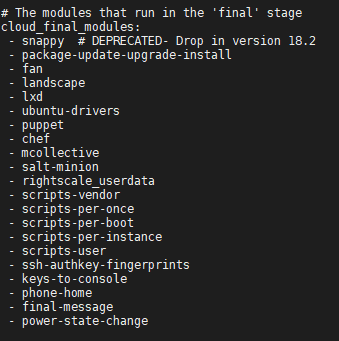 # The modules that run in the 'final' stage
cloud_final_modules:
 - snappy  # DEPRECATED- Drop in version 18.2
 - package-update-upgrade-install
 - fan
 - landscape
 - lxd
 - ubuntu-drivers
 - puppet
 - chef
 - mcollective
 - salt-minion
 - rightscale_userdata
 - scripts-vendor
 - scripts-per-once
 - scripts-per-boot
 - scripts-per-instance
 - scripts-user
 - ssh-authkey-fingerprints
 - keys-to-console
 - phone-home
 - final-message
 - power-state-change